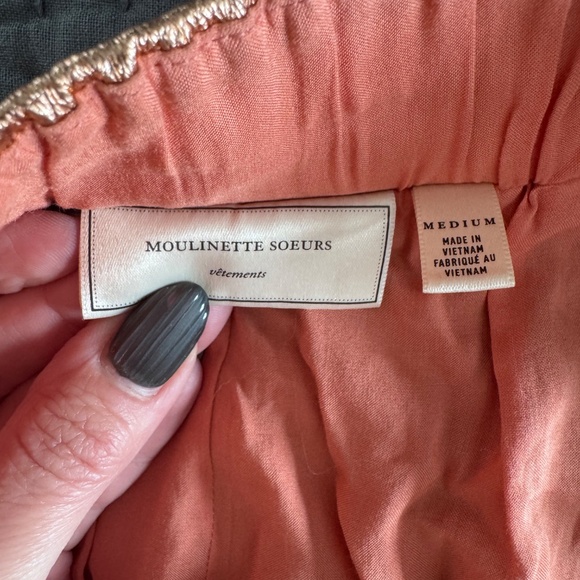 MOULINETTE SOEURS
vêtements
MEDIUM
MADE IN
VIETNAM
FABRIQUÉ AU
VIETNAM